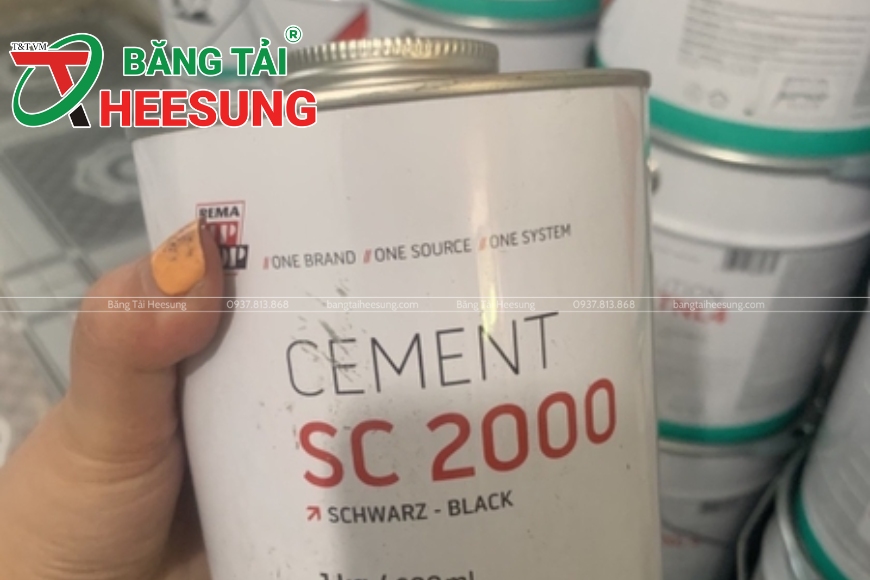 T&T VM
BĂNG TẢI®
HEESUNG
REMA
TIP
TOP
ONE BRAND ONE SOURCE ONE SYSTEM
Băng Tải Heesung 0937.813.868 bangtaiheesung.com Băng Tải Heesung 0937.813.868 bangtaiheesung.com
CEMENT
SC 2000
SCHWARZ - BLACK